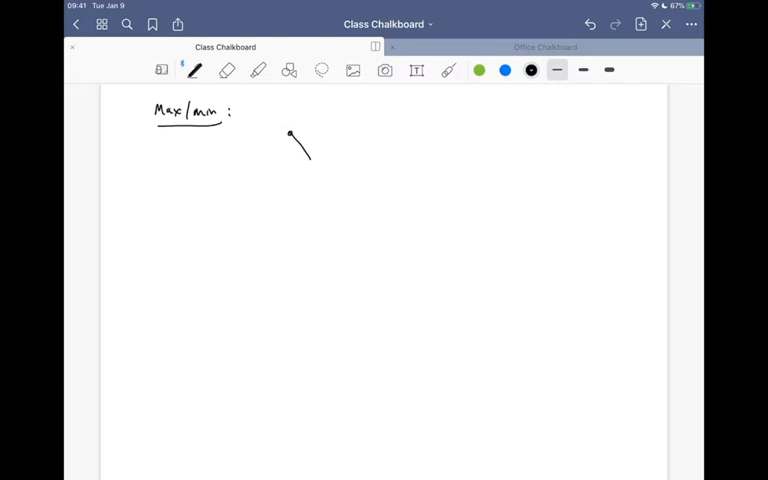 09:41 Tue Jan 9
67%
Class Chalkboard
Class Chalkboard
Office Chalkboard
T
Max/min :